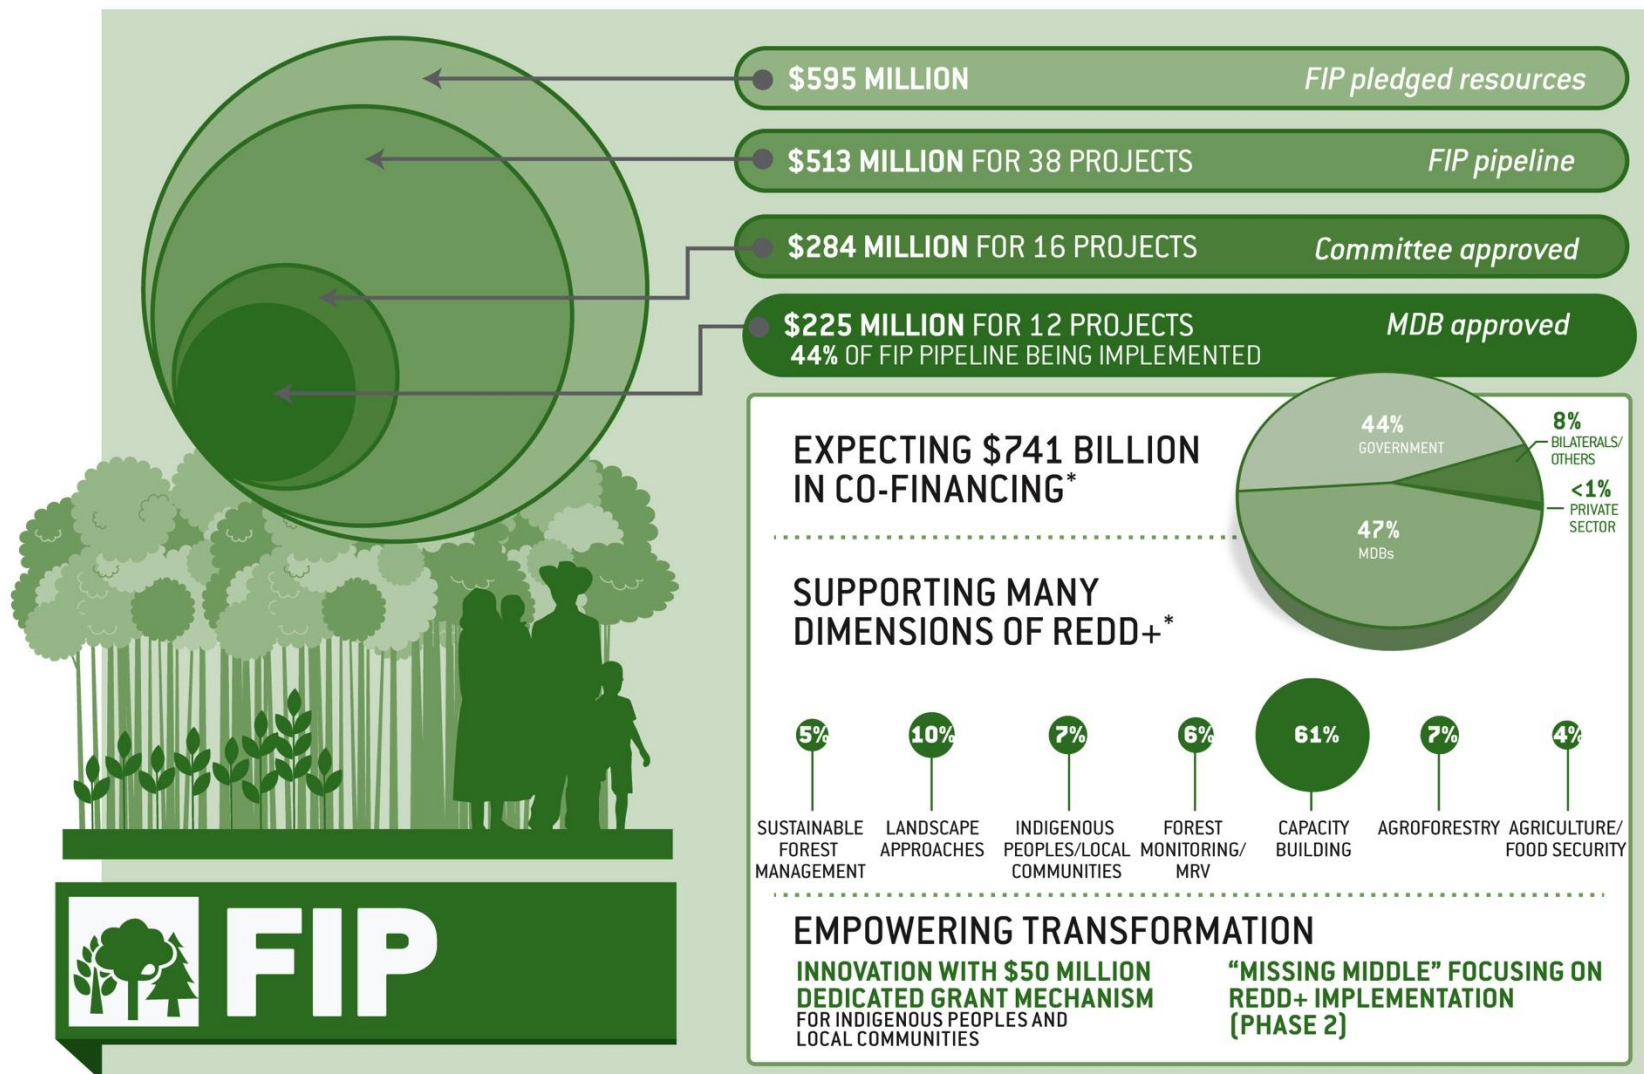 $595 MILLION FIP pledged resources
$513 MILLION FOR 38 PROJECTS FIP pipeline
$284 MILLION FOR 16 PROJECTS Committee approved
$225 MILLION FOR 12 PROJECTS MDB approved
44% OF FIP PIPELINE BEING IMPLEMENTED
EXPECTING $741 BILLION
IN CO-FINANCING*
44%
GOVERNMENT
8%
BILATERALS/
OTHERS
<1%
PRIVATE
SECTOR
47%
MDBs
SUPPORTING MANY
DIMENSIONS OF REDD+*
5%
SUSTAINABLE
FOREST
MANAGEMENT
10%
LANDSCAPE
APPROACHES
7%
INDIGENOUS
PEOPLES/LOCAL
COMMUNITIES
6%
FOREST
MONITORING/
MRV
61%
CAPACITY
BUILDING
7%
AGROFORESTRY
4%
AGRICULTURE/
FOOD SECURITY
EMPOWERING TRANSFORMATION
INNOVATION WITH $50 MILLION
DEDICATED GRANT MECHANISM
FOR INDIGENOUS PEOPLES AND
LOCAL COMMUNITIES
“MISSING MIDDLE” FOCUSING ON
REDD+ IMPLEMENTATION
(PHASE 2)
FIP